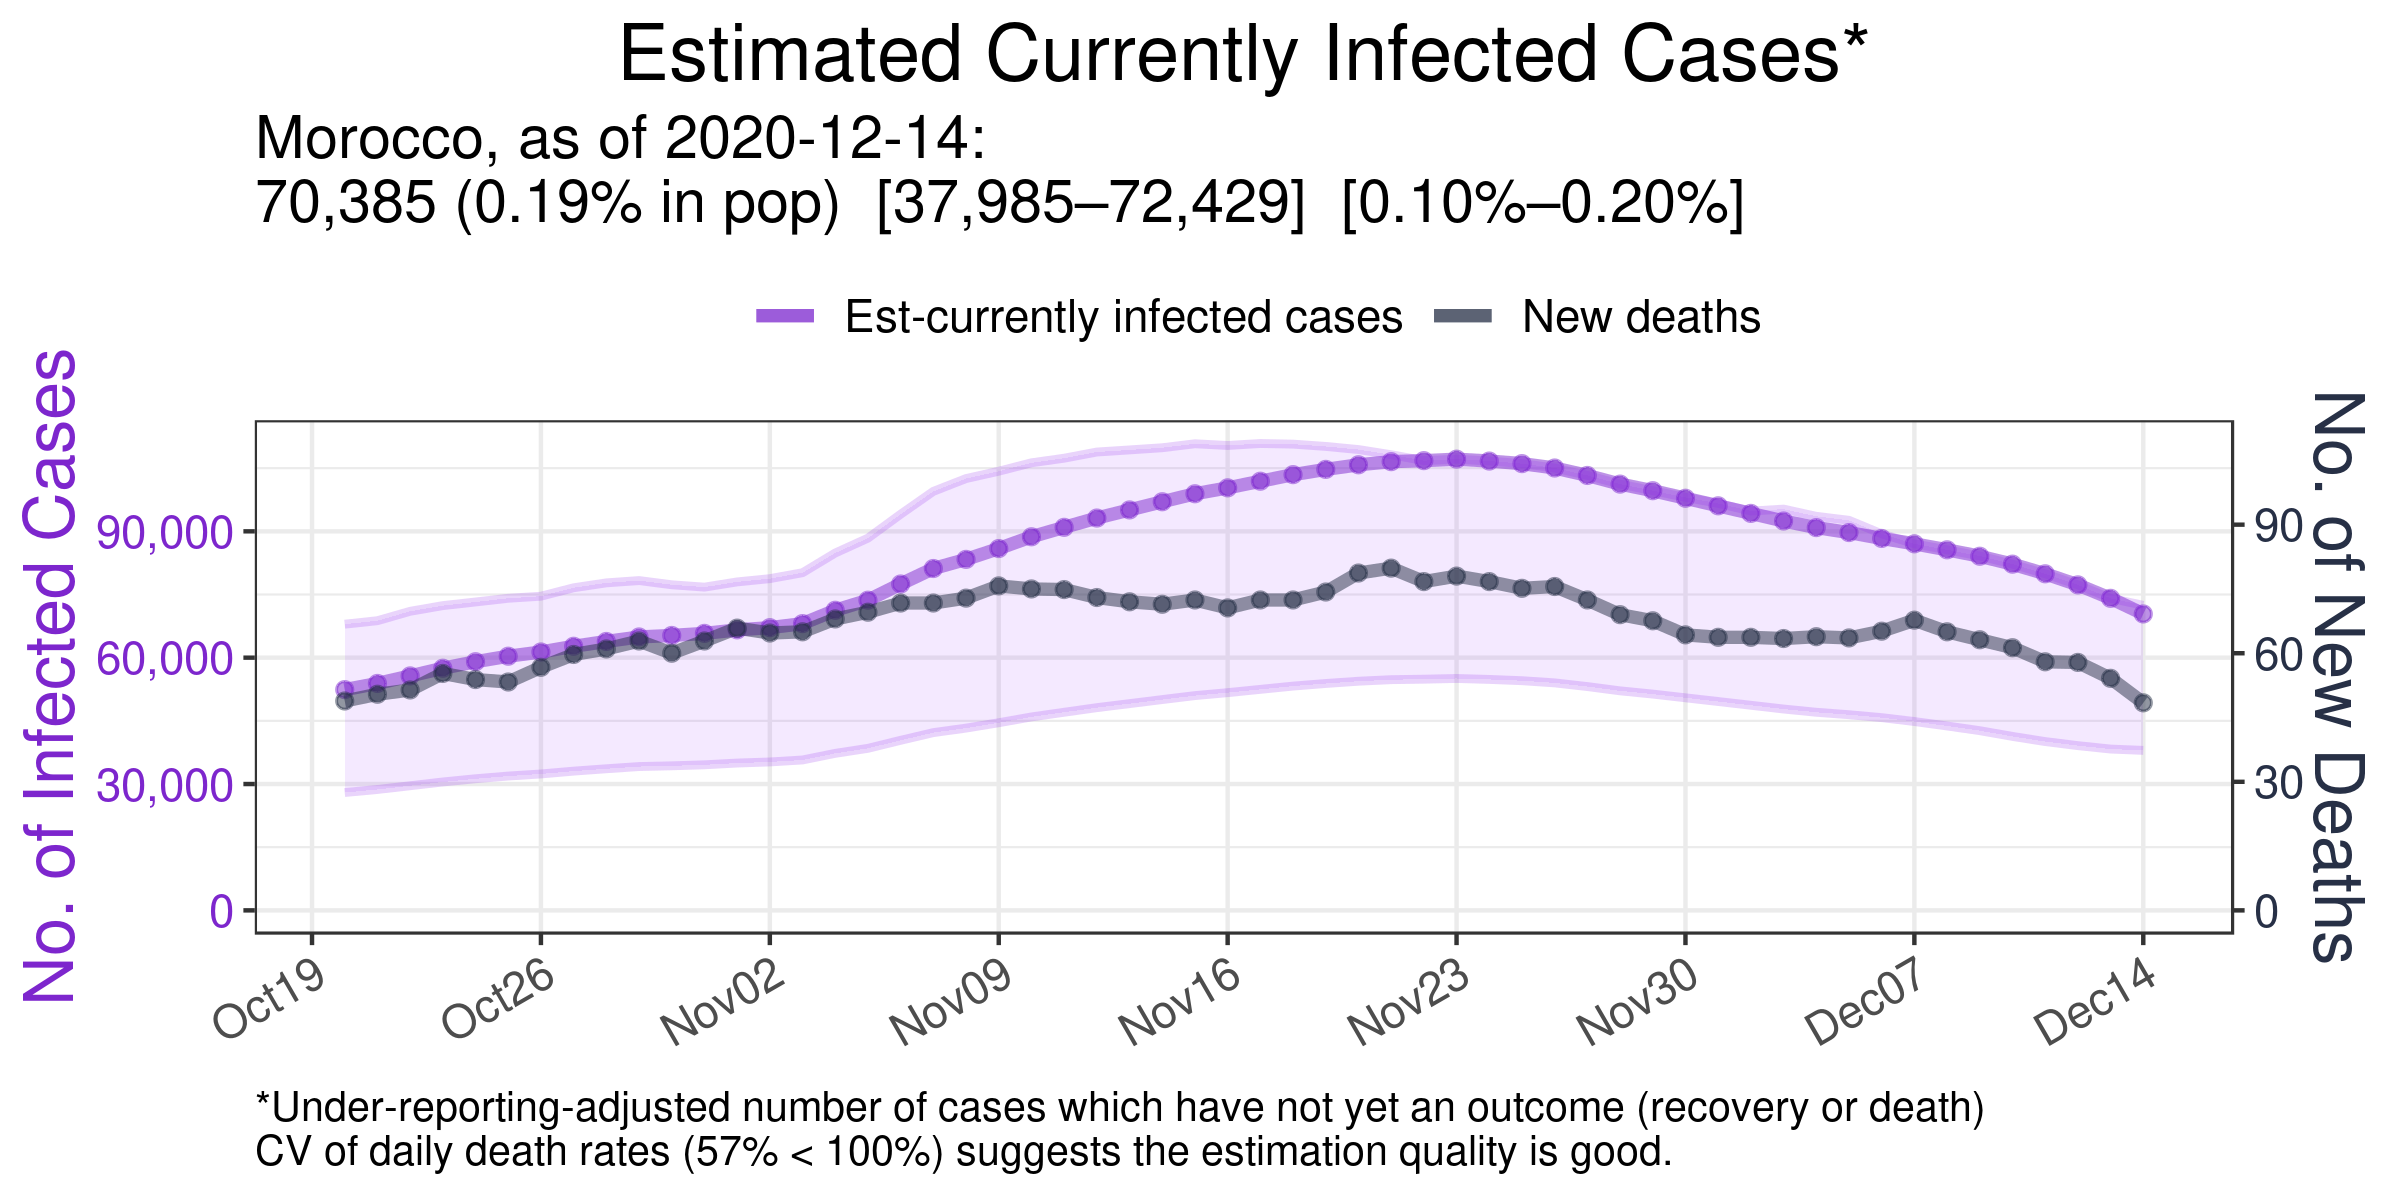 Estimated Currently Infected Cases*
Morocco, as of 2020-12-14:
70,385 (0.19% in pop)  [37,985–72,429]  [0.10%–0.20%]
Est-currently infected cases
New deaths
No. of Infected Cases
90,000
60,000
30,000
0
No. of New Deaths
90
60
30
0
Oct19
Oct26
Nov02
Nov09
Nov16
Nov23
Nov30
Dec07
Dec14
*Under-reporting-adjusted number of cases which have not yet an outcome (recovery or death)
CV of daily death rates (57% < 100%) suggests the estimation quality is good.